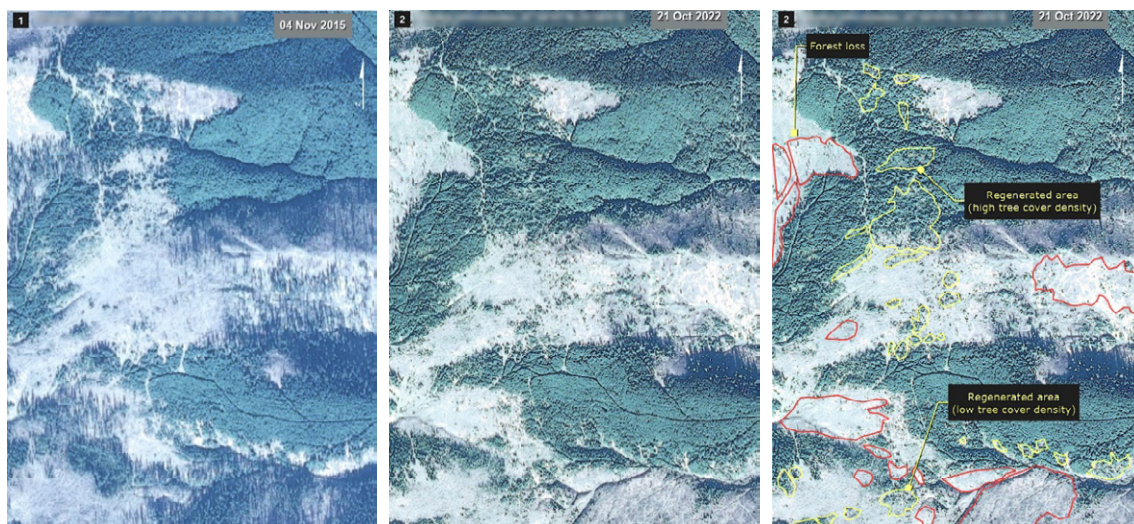 1
04 Nov 2015
2
21 Oct 2022
2
21 Oct 2022
Forest loss
Regenerated area
(high tree cover density)
Regenerated area
(low tree cover density)